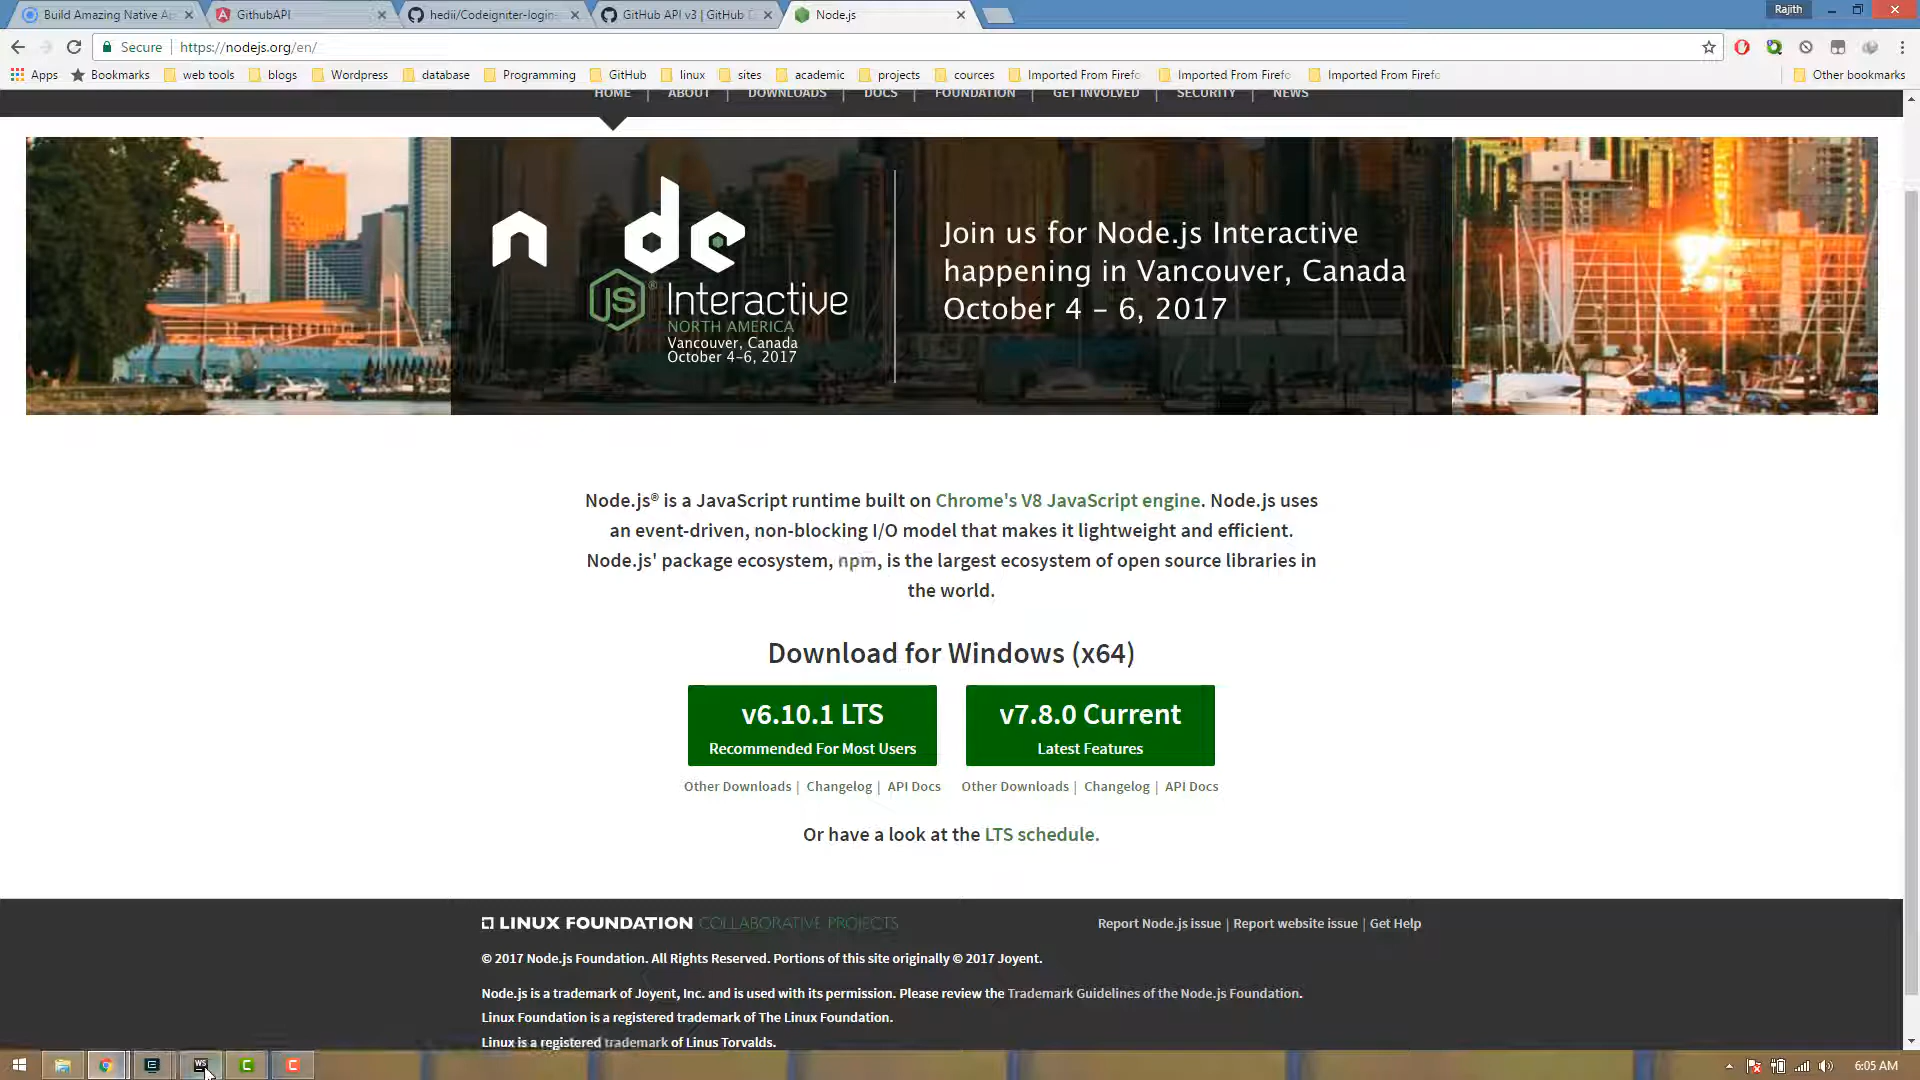 Build Amazing Native Ap
GithubAPI
hedii/Codeigniter-login-
GitHub API v3 | GitHub D
Node.js
Rajith
Secure
https://nodejs.org/en/
Apps
Bookmarks
web tools
blogs
Wordpress
database
Programming
GitHub
linux
sites
academic
projects
cources
Imported From Firefo
Imported From Firefo
Imported From Firefo
Other bookmarks
HOME | ABOUT | DOWNLOADS | DOCS | FOUNDATION | GET INVOLVED | SECURITY | NEWS
node
JS Interactive
NORTH AMERICA
Vancouver, Canada
October 4-6, 2017
Join us for Node.js Interactive
happening in Vancouver, Canada
October 4 – 6, 2017
Node.js® is a JavaScript runtime built on Chrome's V8 JavaScript engine. Node.js uses
an event-driven, non-blocking I/O model that makes it lightweight and efficient.
Node.js' package ecosystem, npm, is the largest ecosystem of open source libraries in
the world.
Download for Windows (x64)
v6.10.1 LTS
Recommended For Most Users
v7.8.0 Current
Latest Features
Other Downloads | Changelog | API Docs
Other Downloads | Changelog | API Docs
Or have a look at the LTS schedule.
LINUX FOUNDATION COLLABORATIVE PROJECTS
Report Node.js issue | Report website issue | Get Help
© 2017 Node.js Foundation. All Rights Reserved. Portions of this site originally © 2017 Joyent.
Node.js is a trademark of Joyent, Inc. and is used with its permission. Please review the Trademark Guidelines of the Node.js Foundation.
Linux Foundation is a registered trademark of The Linux Foundation.
Linux is a registered trademark of Linus Torvalds.
WS
6:05 AM